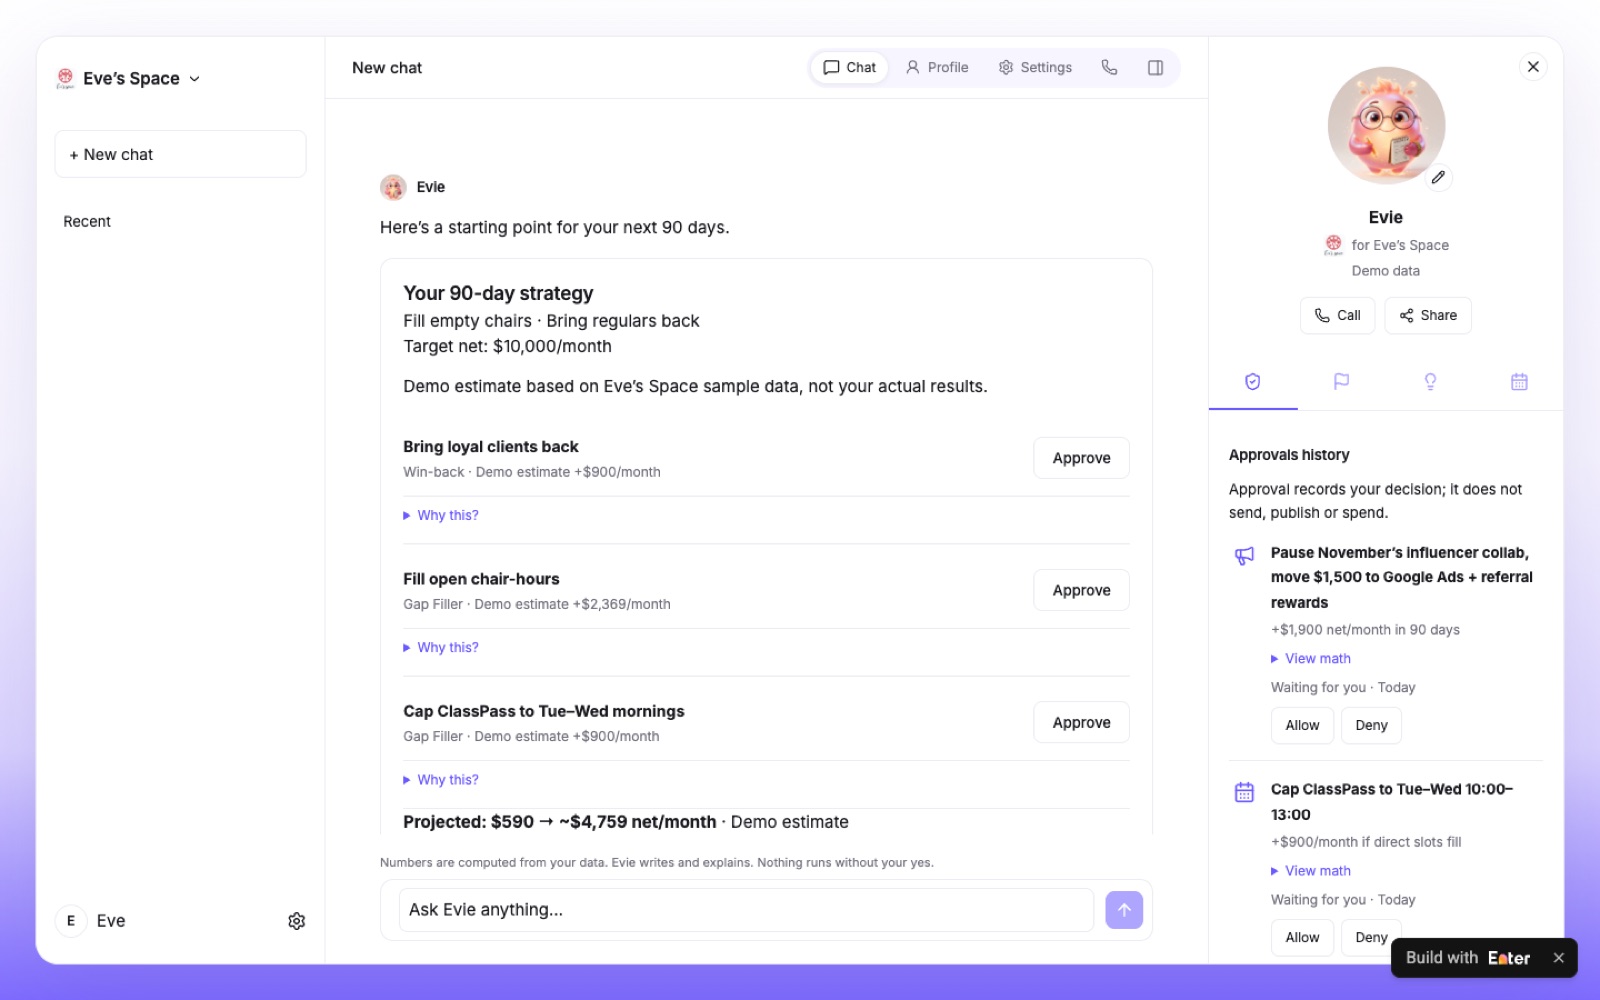 Eve's Space
+ New chat
Recent
E
Eve
New chat
Chat
Profile
Settings
Evie
Here's a starting point for your next 90 days.
Your 90-day strategy
Fill empty chairs · Bring regulars back
Target net: $10,000/month
Demo estimate based on Eve's Space sample data, not your actual results.
Bring loyal clients back
Win-back · Demo estimate +$900/month
Approve
Why this?
Fill open chair-hours
Gap Filler · Demo estimate +$2,369/month
Approve
Why this?
Cap ClassPass to Tue–Wed mornings
Gap Filler · Demo estimate +$900/month
Approve
Why this?
Projected: $590 → ~$4,759 net/month · Demo estimate
Numbers are computed from your data. Evie writes and explains. Nothing runs without your yes.
Ask Evie anything...
Evie
for Eve's Space
Demo data
Call
Share
Approvals history
Approval records your decision; it does not
send, publish or spend.
Pause November's influencer collab,
move $1,500 to Google Ads + referral
rewards
+$1,900 net/month in 90 days
View math
Waiting for you · Today
Allow
Deny
Cap ClassPass to Tue–Wed 10:00–
13:00
+$900/month if direct slots fill
View math
Waiting for you · Today
Allow
Deny
Build with Enter